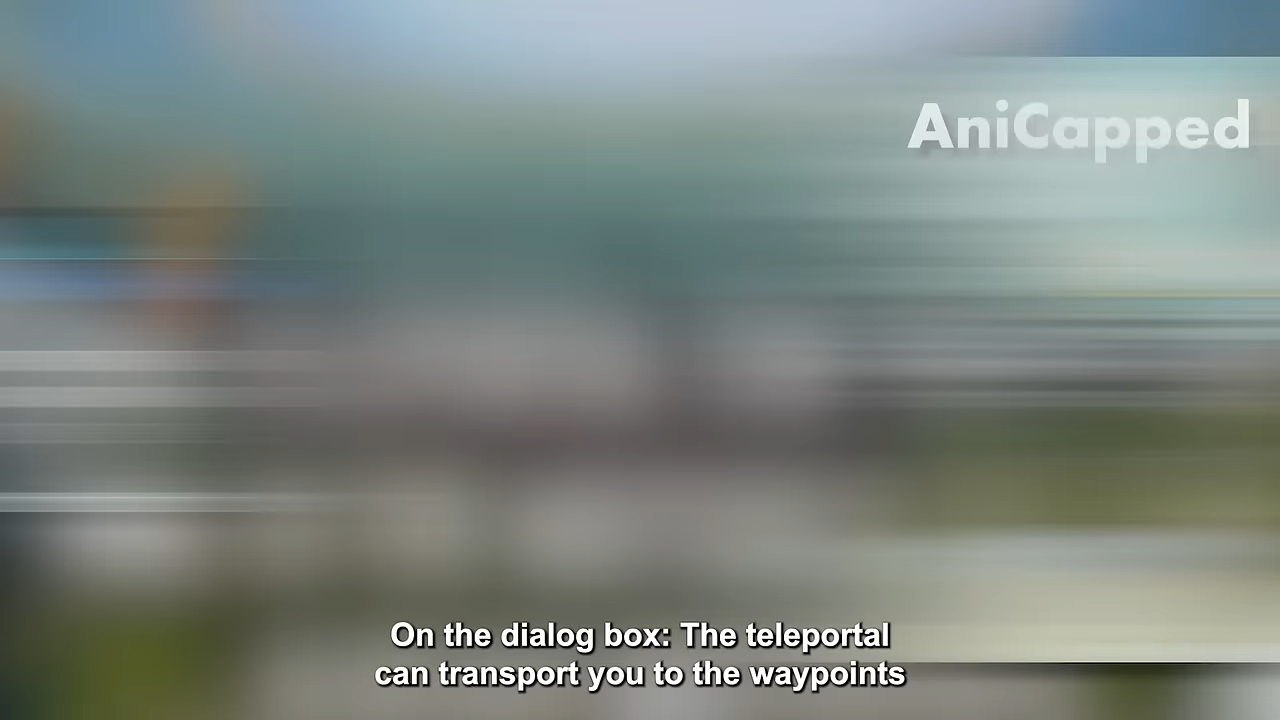 AniCapped
On the dialog box: The teleportal
can transport you to the waypoints